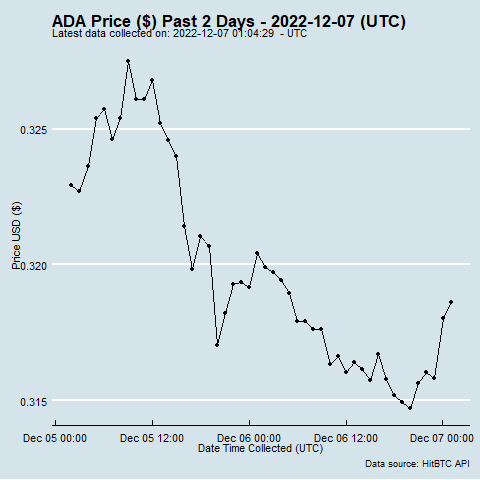 ADA Price ($) Past 2 Days - 2022-12-07 (UTC)
Latest data collected on: 2022-12-07 01:04:29 - UTC
Price USD ($)
0.325
0.320
0.315
Dec 05 00:00
Dec 05 12:00
Dec 06 00:00
Dec 06 12:00
Dec 07 00:00
Date Time Collected (UTC)
Data source: HitBTC API